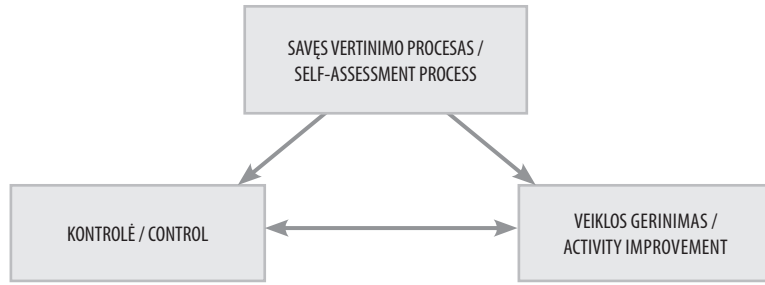 SAVĘS VERTINIMO PROCESAS /
SELF-ASSESSMENT PROCESS
KONTROLĖ / CONTROL
VEIKLOS GERINIMAS /
ACTIVITY IMPROVEMENT